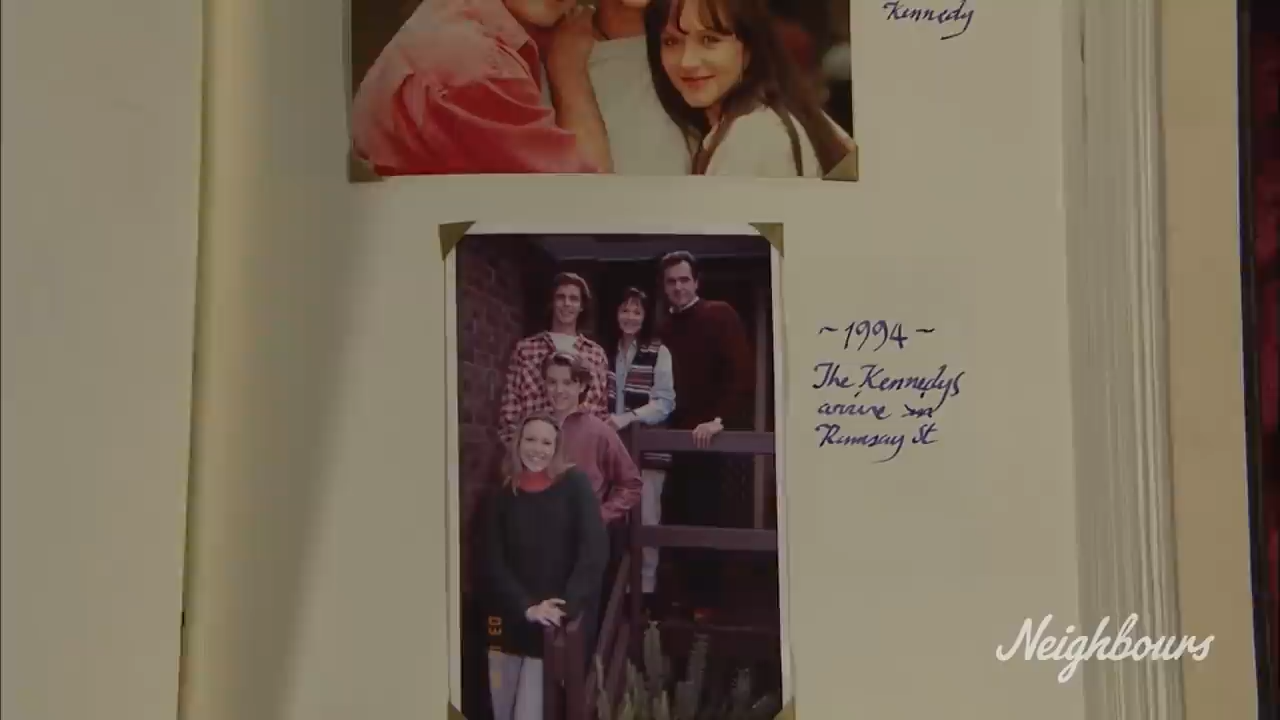 Kennedy
~1994~
The Kennedys
arrive in
Ramsay St
Neighbours